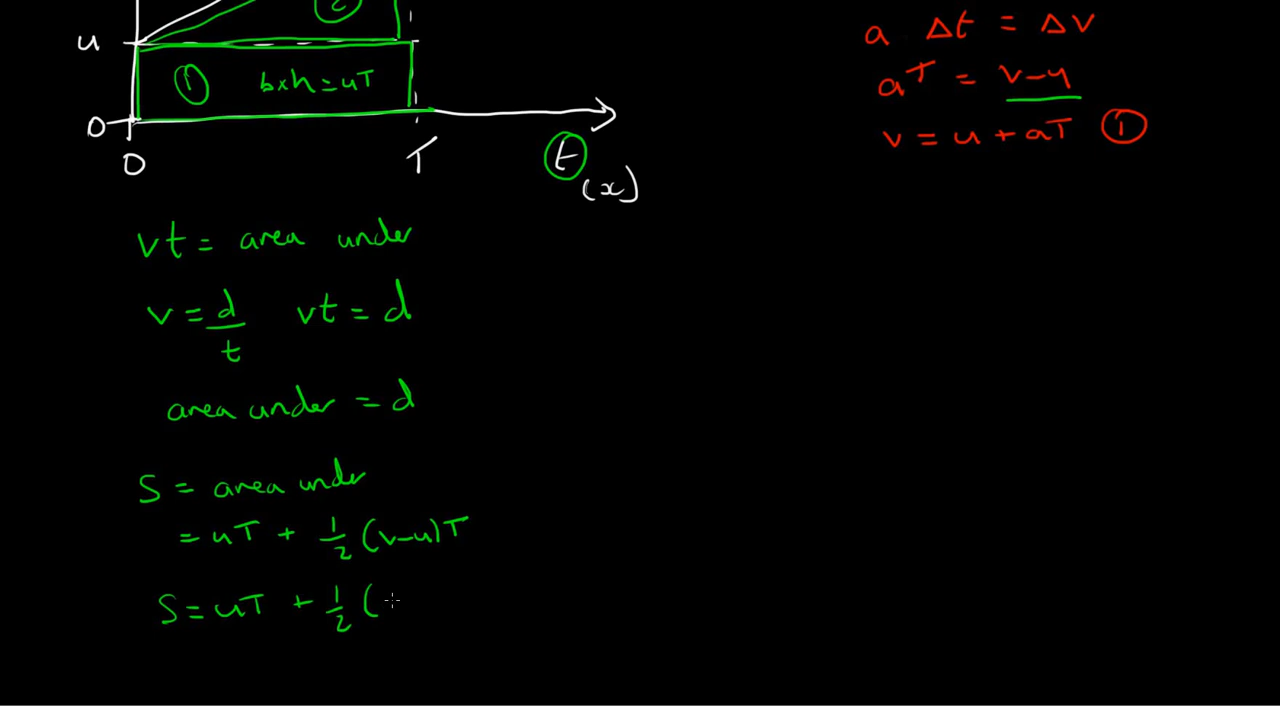 ②
u
① b×h=uT
0
0 T t
(x)
vt = area under
v = d/t vt = d
area under = d
S = area under
= uT + 1/2 (v-u)T
S = uT + 1/2 (
a Δt = Δv
aT = v-u
v = u + aT ①